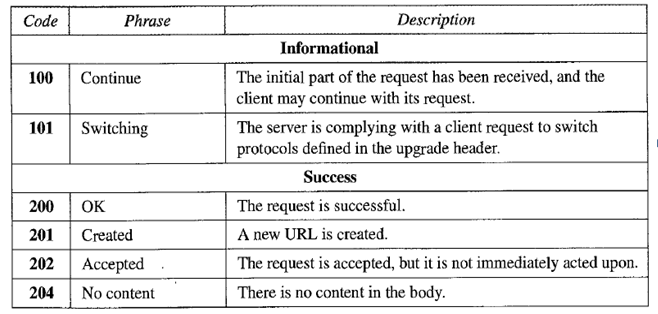 Code Phrase Description
Informational
100 Continue The initial part of the request has been received, and the
client may continue with its request.
101 Switching The server is complying with a client request to switch
protocols defined in the upgrade header.
Success
200 OK The request is successful.
201 Created A new URL is created.
202 Accepted The request is accepted, but it is not immediately acted upon.
204 No content There is no content in the body.